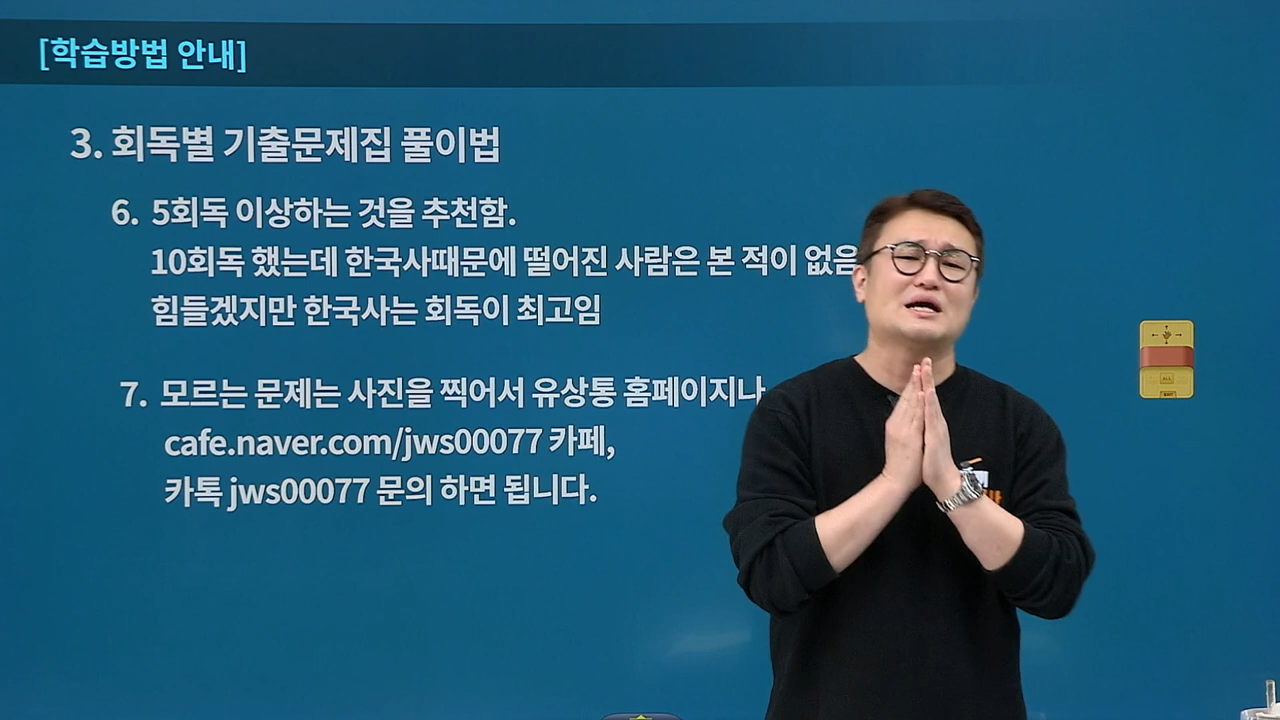 [학습방법 안내]
3. 회독별 기출문제집 풀이법
6. 5회독 이상하는 것을 추천함.
10회독 했는데 한국사때문에 떨어진 사람은 본 적이 없음
힘들겠지만 한국사는 회독이 최고임
7. 모르는 문제는 사진을 찍어서 유상통 홈페이지나
cafe.naver.com/jws00077 카페,
카톡 jws00077 문의 하면 됩니다.